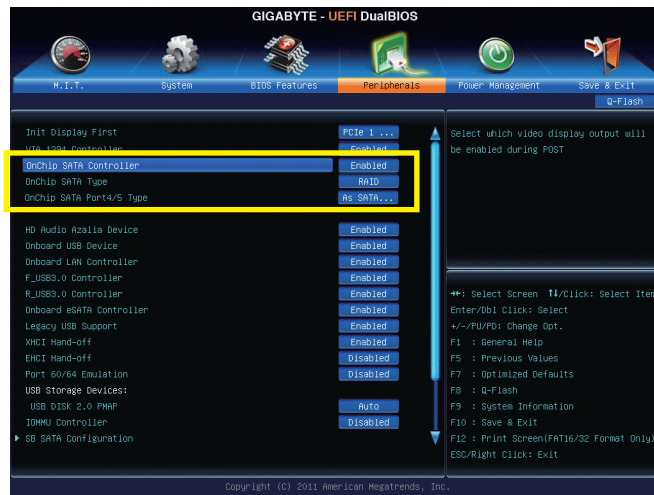 GIGABYTE - UEFI DualBIOS
M.I.T.
System
BIOS Features
Peripherals
Power Management
Save & Exit
Q-Flash
Init Display First PCIe 1 ...
VIA 1394 Controller Enabled
OnChip SATA Controller Enabled
OnChip SATA Type RAID
OnChip SATA Port4/5 Type As SATA...
HD Audio Azalia Device Enabled
Onboard USB Device Enabled
Onboard LAN Controller Enabled
F_USB3.0 Controller Enabled
R_USB3.0 Controller Enabled
Onboard eSATA Controller Enabled
Legacy USB Support Enabled
XHCI Hand-off Enabled
EHCI Hand-off Disabled
Port 60/64 Emulation Disabled
USB Storage Devices:
USB DISK 2.0 PMAP Auto
IOMMU Controller Disabled
SB SATA Configuration
Select which video display output will
be enabled during POST
→←: Select Screen ↑↓/Click: Select Item
Enter/Dbl Click: Select
+/-/PU/PD: Change Opt.
F1 : General Help
F5 : Previous Values
F7 : Optimized Defaults
F8 : Q-Flash
F9 : System Information
F10 : Save & Exit
F12 : Print Screen(FAT16/32 Format Only)
ESC/Right Click: Exit
Copyright (C) 2011 American Megatrends, Inc.